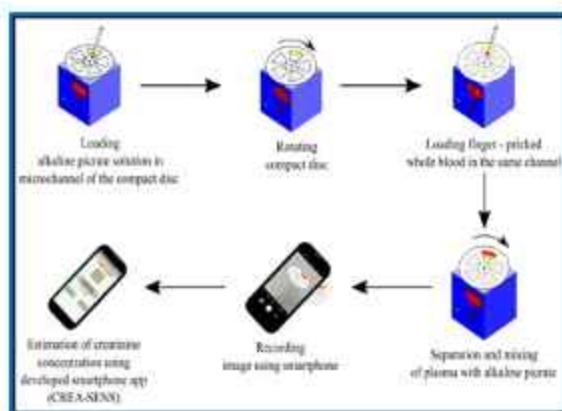 Loading
alkaline picrate solution in
microchannel of the compact disc
Rotating
compact disc
Loading finger - pricked
whole blood in the same channel
Separation and mixing
of plasma with alkaline picrate
Recording
image using smartphone
Estimation of creatinine
concentration using
developed smartphone app
(CREA-SENS)